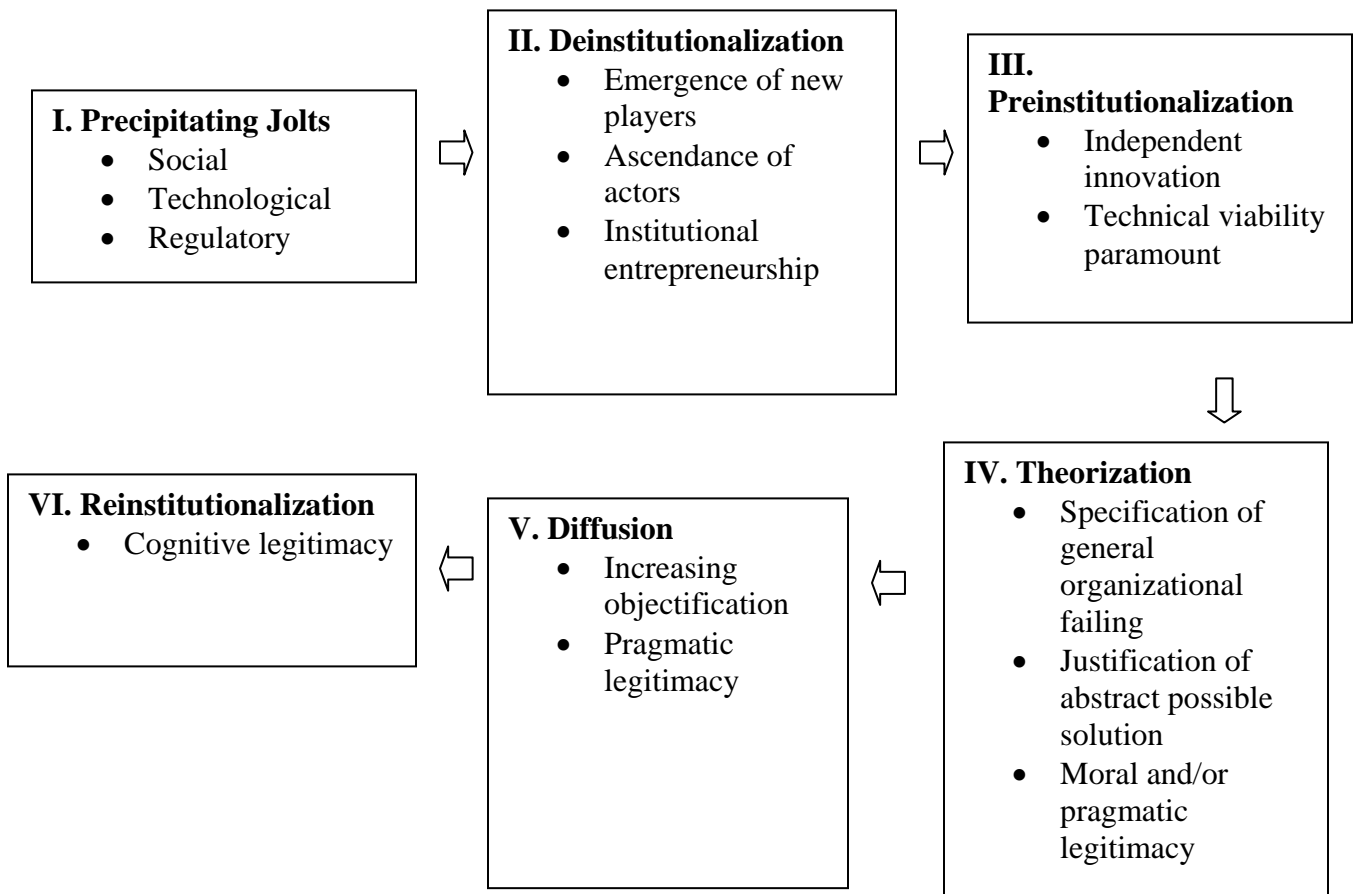 I. Precipitating Jolts
• Social
• Technological
• Regulatory
II. Deinstitutionalization
• Emergence of new
players
• Ascendance of
actors
• Institutional
entrepreneurship
III.
Preinstitutionalization
• Independent
innovation
• Technical viability
paramount
IV. Theorization
• Specification of
general
organizational
failing
• Justification of
abstract possible
solution
• Moral and/or
pragmatic
legitimacy
V. Diffusion
• Increasing
objectification
• Pragmatic
legitimacy
VI. Reinstitutionalization
• Cognitive legitimacy